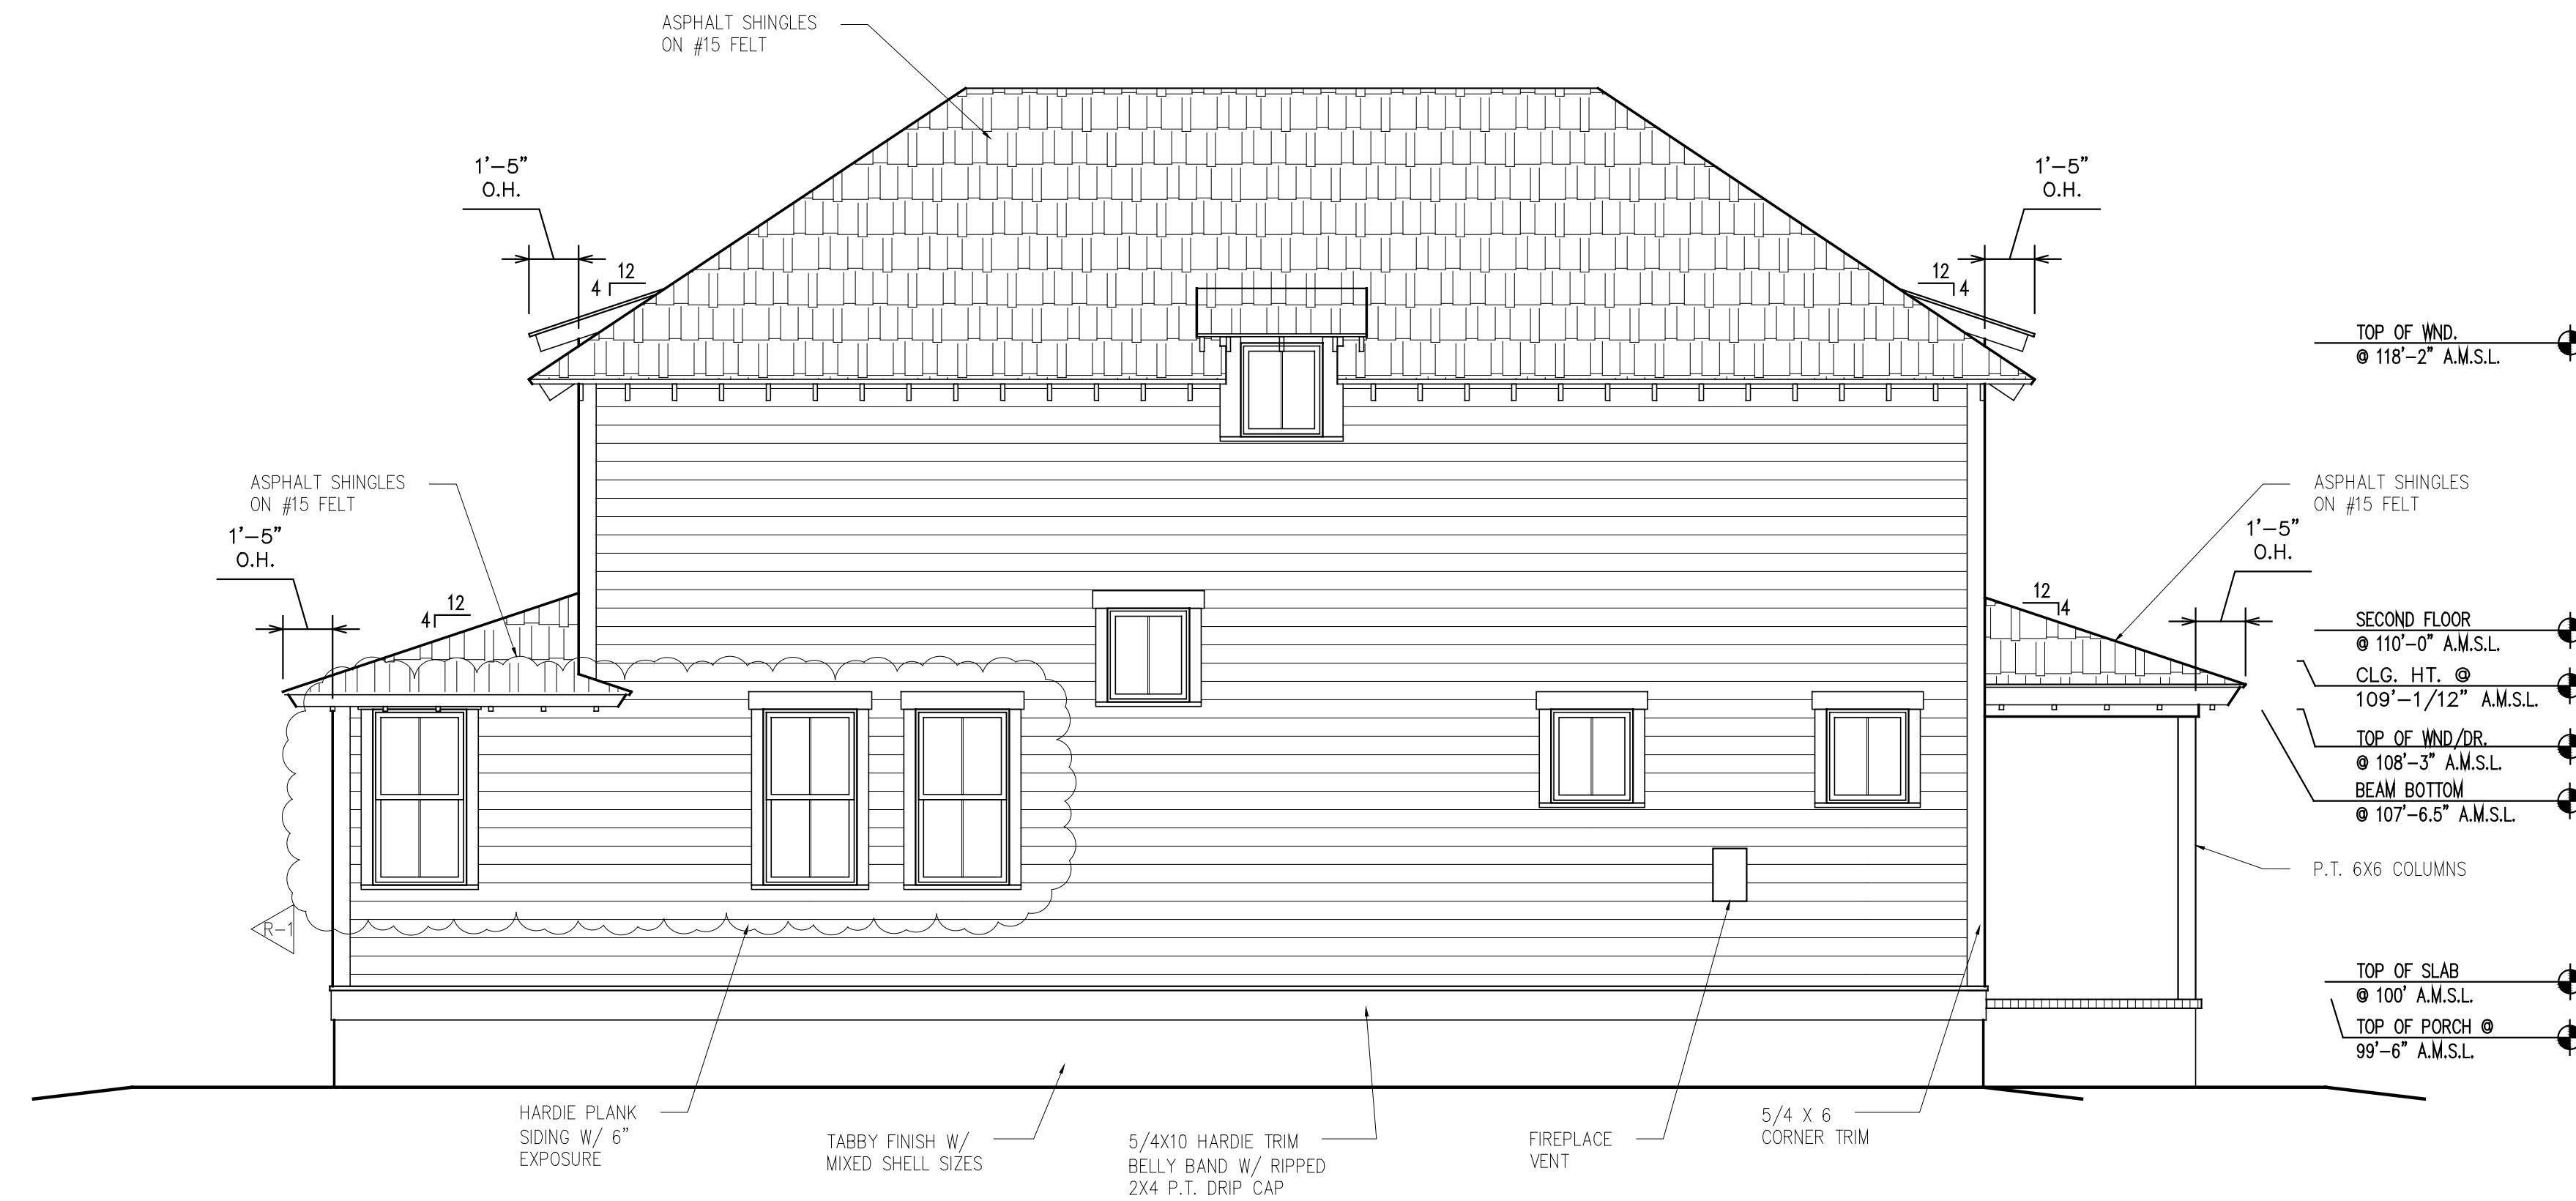 ASPHALT SHINGLES
ON #15 FELT
1'-5"
O.H.
1'-5"
O.H.
12
4
12
4
TOP OF WND.
@ 118'-2" A.M.S.L.
ASPHALT SHINGLES
ON #15 FELT
1'-5"
O.H.
12
4
ASPHALT SHINGLES
ON #15 FELT
1'-5"
O.H.
12
4
SECOND FLOOR
@ 110'-0" A.M.S.L.
CLG. HT. @
109'-1/12" A.M.S.L.
TOP OF WND/DR.
@ 108'-3" A.M.S.L.
BEAM BOTTOM
@ 107'-6.5" A.M.S.L.
P.T. 6X6 COLUMNS
R-1
TOP OF SLAB
@ 100' A.M.S.L.
TOP OF PORCH @
99'-6" A.M.S.L.
HARDIE PLANK
SIDING W/ 6"
EXPOSURE
TABBY FINISH W/
MIXED SHELL SIZES
5/4X10 HARDIE TRIM
BELLY BAND W/ RIPPED
2X4 P.T. DRIP CAP
FIREPLACE
VENT
5/4 X 6
CORNER TRIM